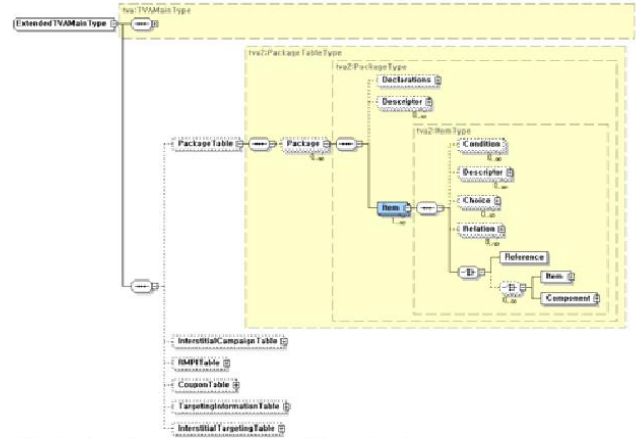 tva:TVAMainType
ExtendedTVAMainType
tva2:PackageTableType
tva2:PackageType
Declarations
Descriptor
0..∞
tva2:ItemType
PackageTable
Package
0..∞
Condition
0..∞
Descriptor
0..∞
Choice
0..∞
Item
1..∞
Relation
0..∞
Reference
Item
0..∞
Component
InterstitialCampaignTable
RMPITable
CouponTable
TargetingInformationTable
InterstitialTargetingTable